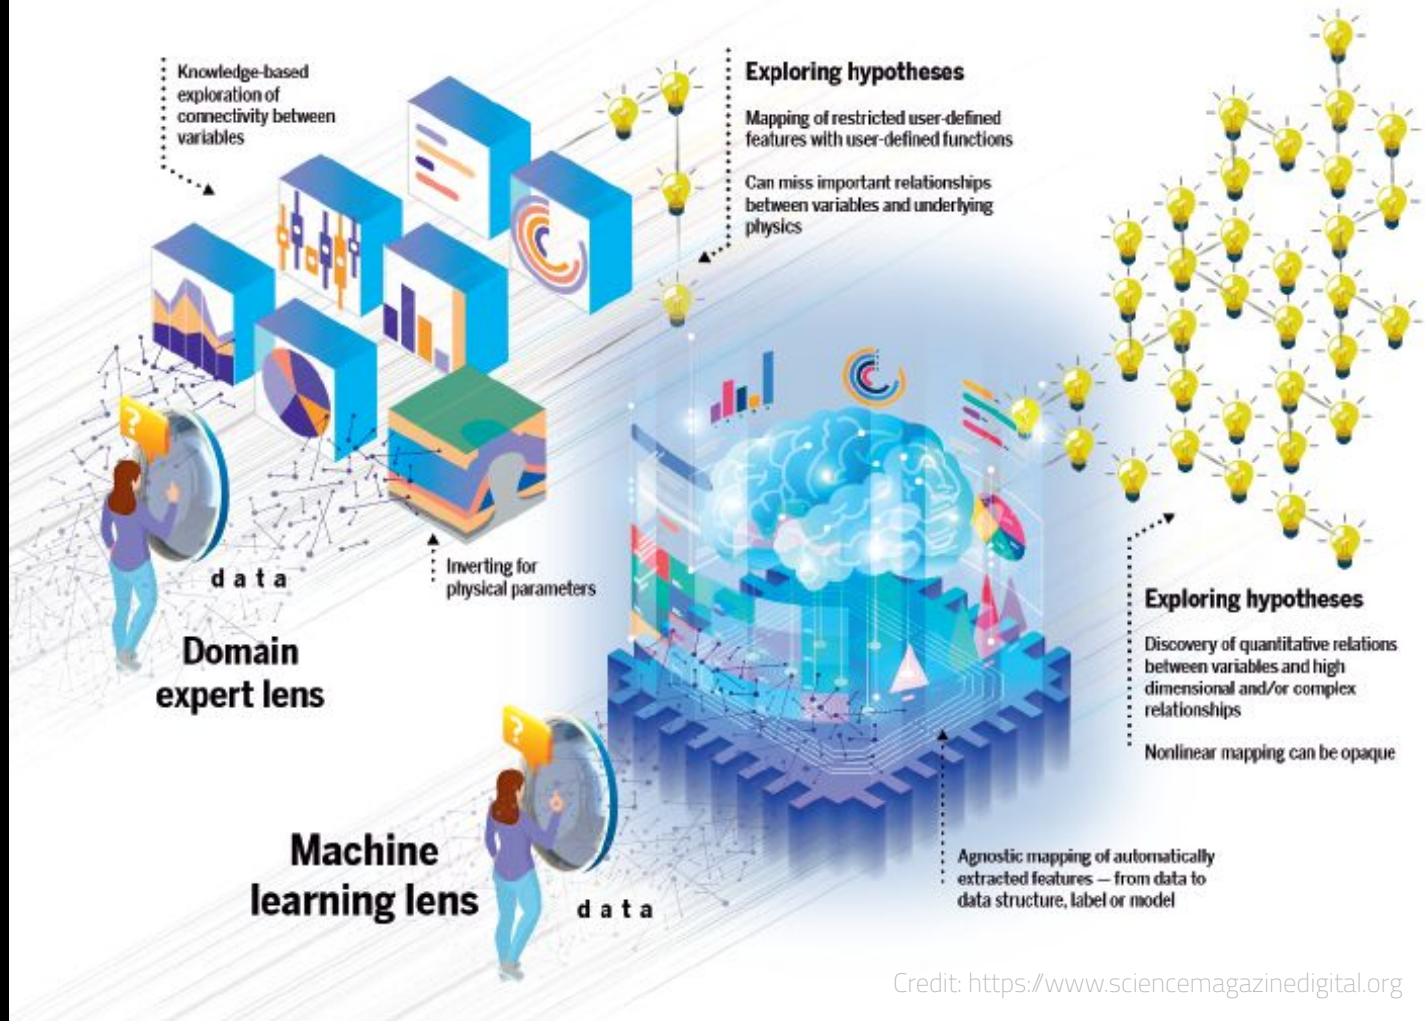 Knowledge-based
exploration of
connectivity between
variables
Exploring hypotheses
Mapping of restricted user-defined
features with user-defined functions
Can miss important relationships
between variables and underlying
physics
?
data
Inverting for
physical parameters
Domain
expert lens
Exploring hypotheses
Discovery of quantitative relations
between variables and high
dimensional and/or complex
relationships
Nonlinear mapping can be opaque
?
Machine
learning lens
data
Agnostic mapping of automatically
extracted features — from data to
data structure, label or model
Credit: https://www.sciencemagazinedigital.org